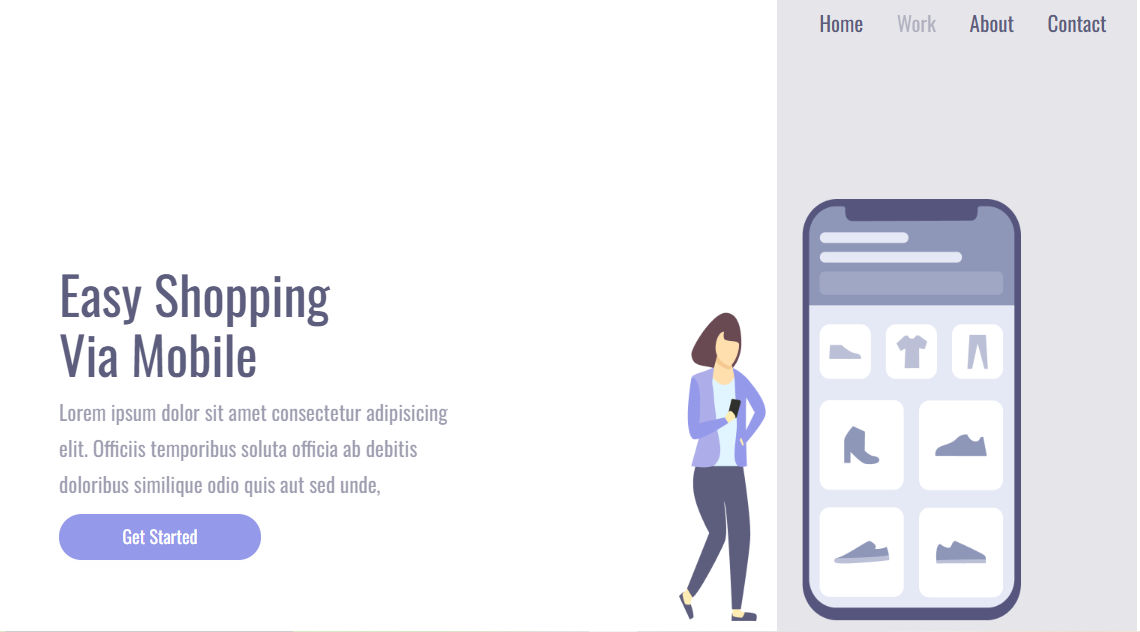 Home Work About Contact
Easy Shopping
Via Mobile
Lorem ipsum dolor sit amet consectetur adipisicing
elit. Officiis temporibus soluta officia ab debitis
doloribus similique odio quis aut sed unde,
Get Started